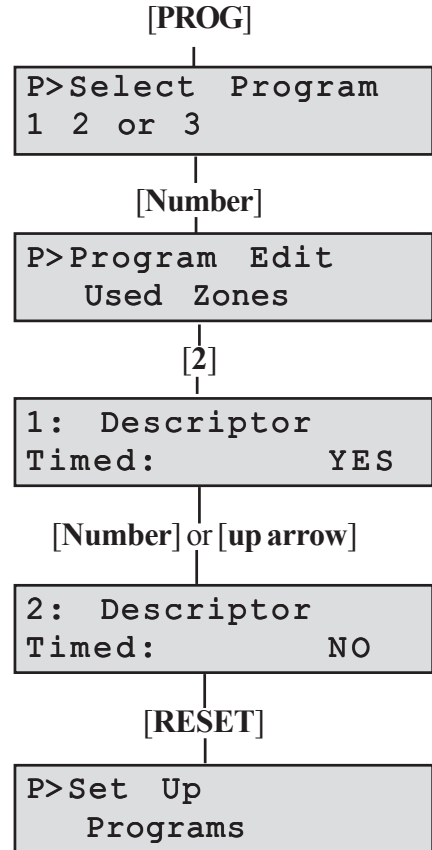 [PROG]
P>Select Program
1 2 or 3
[Number]
P>Program Edit
Used Zones
[2]
1: Descriptor
Timed: YES
[Number] or [up arrow]
2: Descriptor
Timed: NO
[RESET]
P>Set Up
Programs